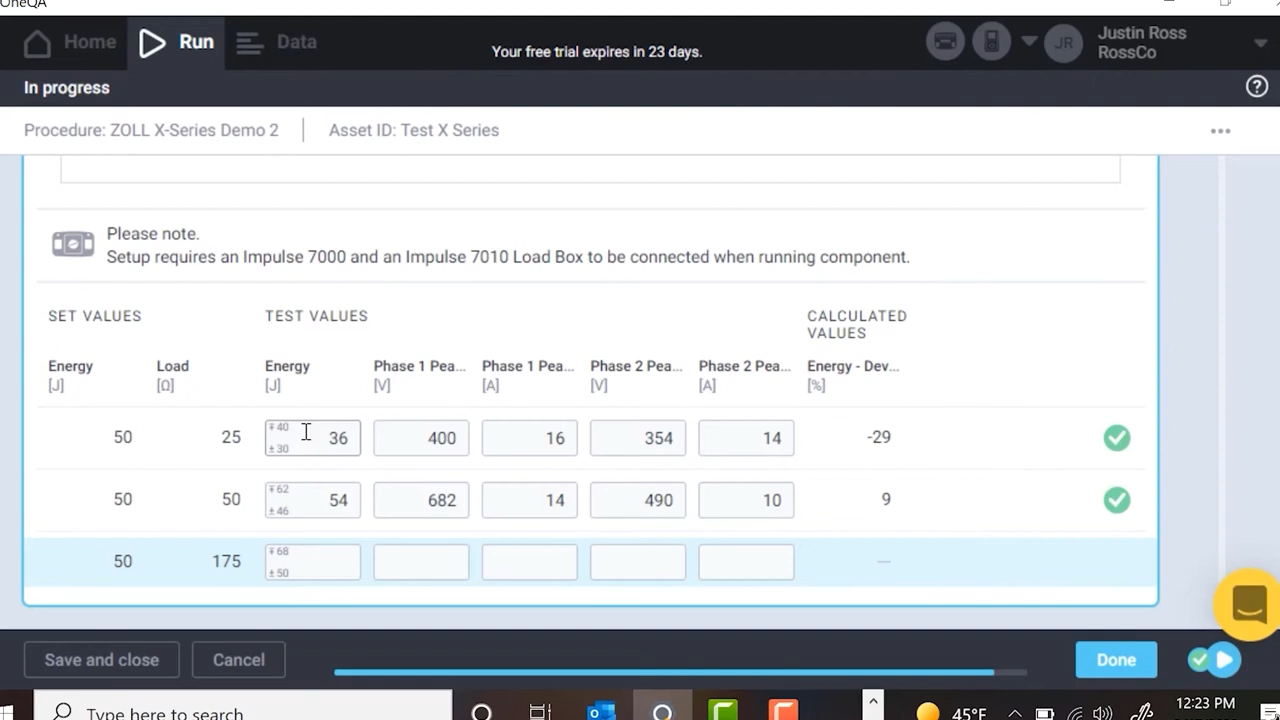 OneQA
Home Run Data
Your free trial expires in 23 days.
JR
Justin Ross
RossCo
In progress
Procedure: ZOLL X-Series Demo 2 Asset ID: Test X Series
Please note.
Setup requires an Impulse 7000 and an Impulse 7010 Load Box to be connected when running component.
SET VALUES TEST VALUES CALCULATED VALUES
Energy [J] Load [Ω] Energy [J] Phase 1 Pea... [V] Phase 1 Pea... [A] Phase 2 Pea... [V] Phase 2 Pea... [A] Energy - Dev... [%]
50 25 40 30 36 400 16 354 14 -29
50 50 62 46 54 682 14 490 10 9
50 175 68 50 —
Save and close Cancel Done
Type here to search 45°F 12:23 PM